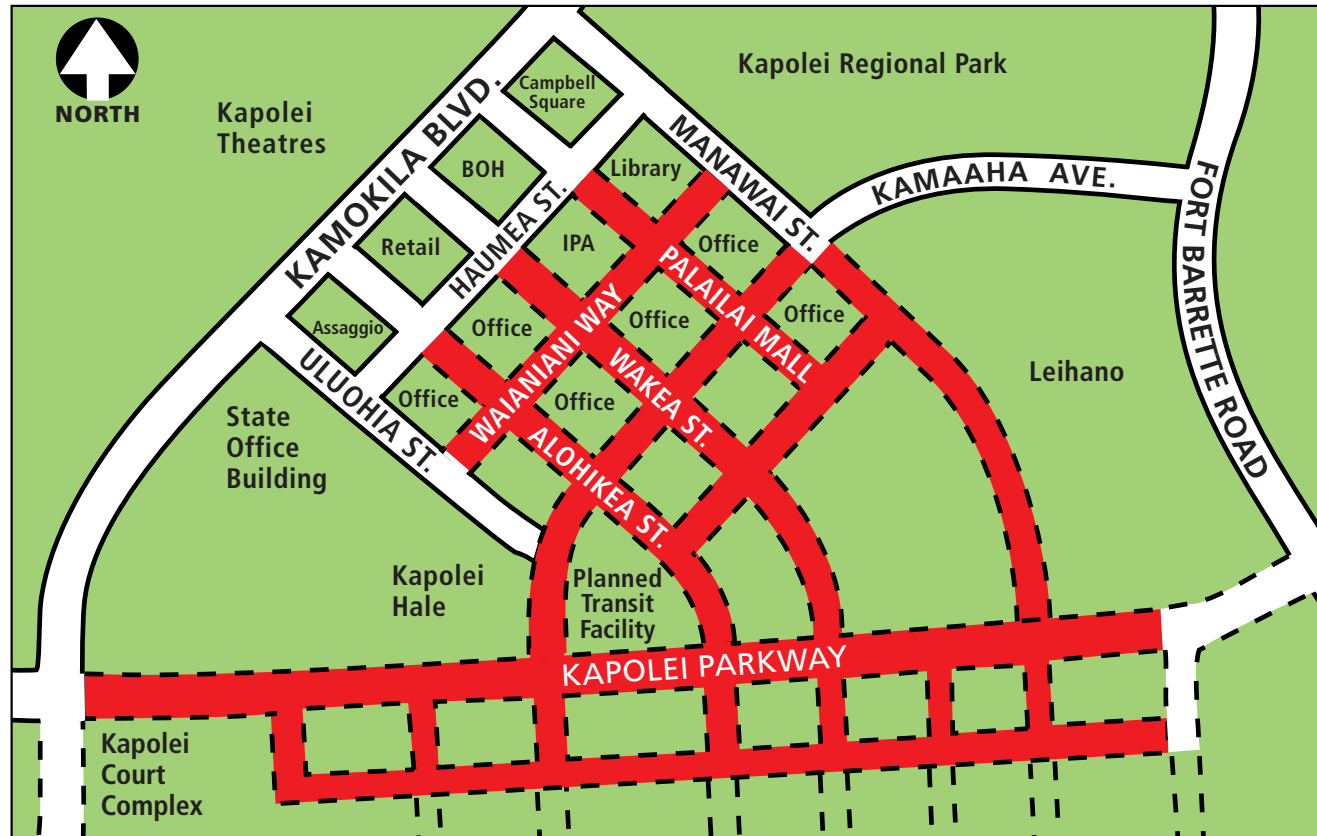 NORTH
Kapolei
Theatres
KAMOKILA BLVD.
Campbell
Square
Kapolei Regional Park
BOH
HAUMEA ST.
Library
MANAWAI ST.
KAMAAHA AVE.
FORT BARRETTE ROAD
Retail
IPA
Office
PALAILAI MALL
Assaggio
Office
WAIANIANI WAY
Office
Office
Leihano
ULUOHIA ST.
Office
Office
WAKEA ST.
State
Office
Building
ALOHIKEA ST.
Kapolei
Hale
Planned
Transit
Facility
KAPOLEI PARKWAY
Kapolei
Court
Complex